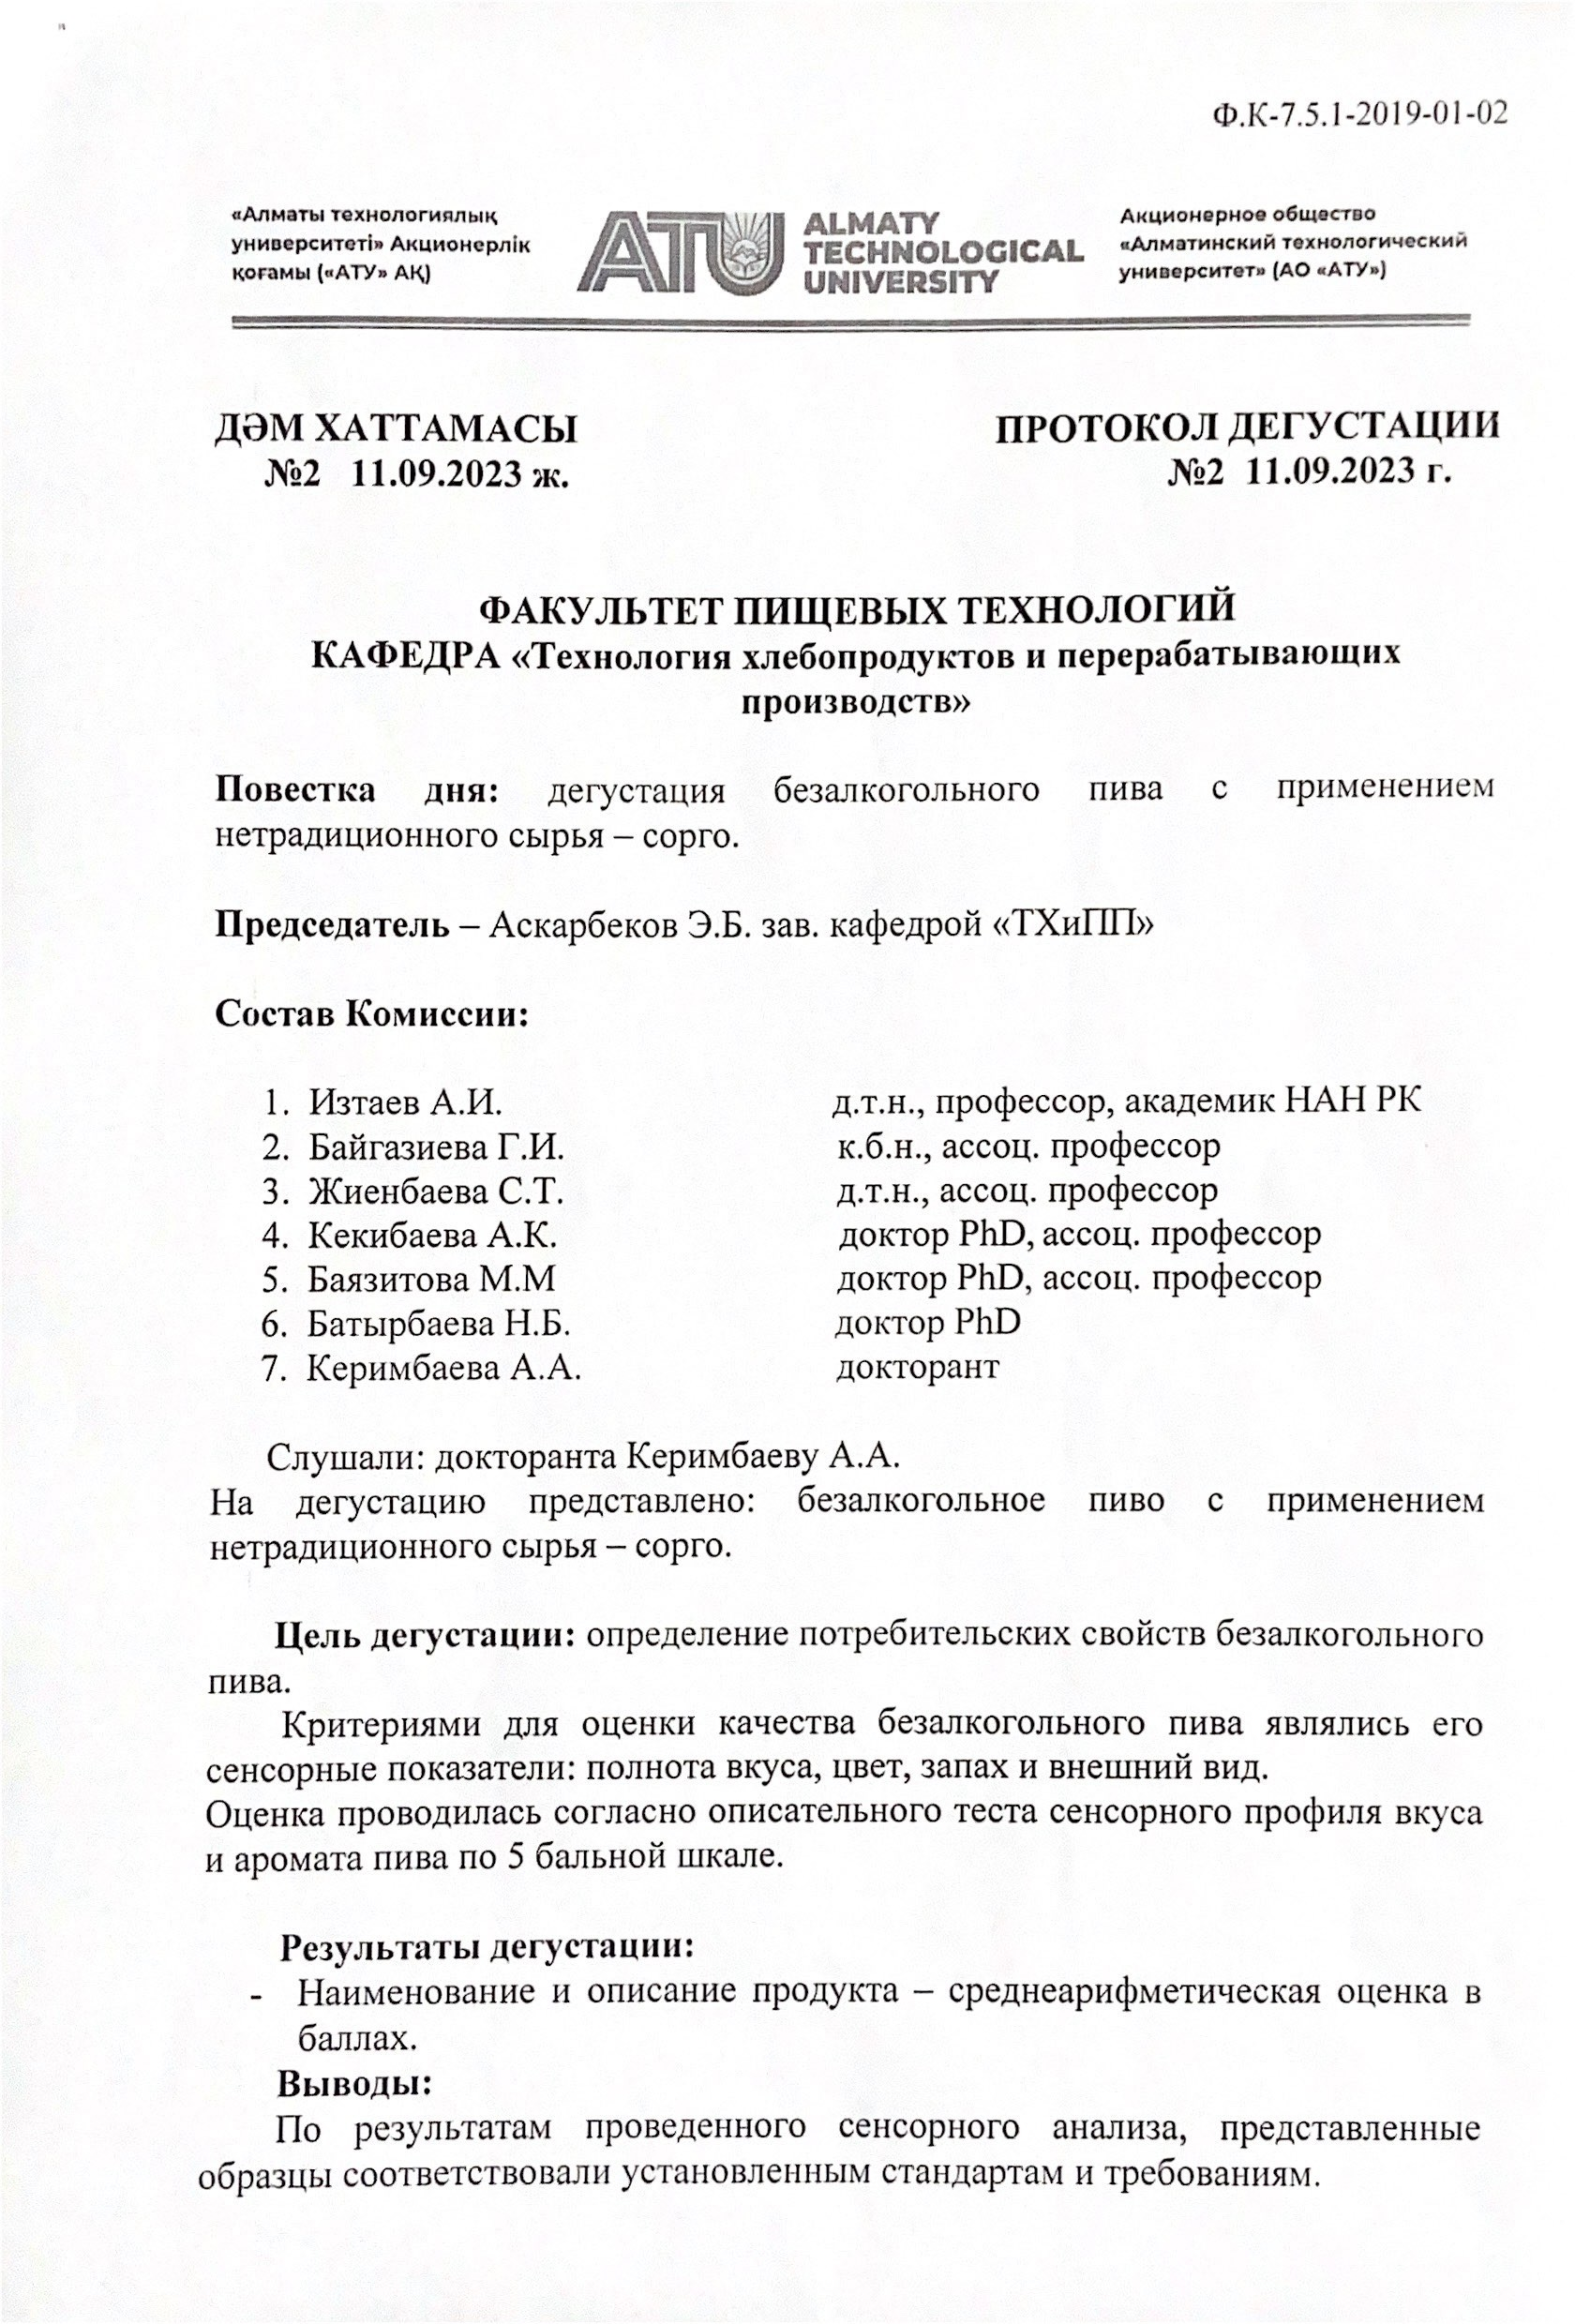 Ф.К-7.5.1-2019-01-02
«Алматы технологиялық
университеті» Акционерлік
қоғамы («АТУ» АҚ)
ATU
ALMATY
TECHNOLOGICAL
UNIVERSITY
Акционерное общество
«Алматинский технологический
университет» (АО «АТУ»)
ДӘМ ХАТТАМАСЫ
№2 11.09.2023 ж.
ПРОТОКОЛ ДЕГУСТАЦИИ
№2 11.09.2023 г.
ФАКУЛЬТЕТ ПИЩЕВЫХ ТЕХНОЛОГИЙ
КАФЕДРА «Технология хлебопродуктов и перерабатывающих
производств»
Повестка дня: дегустация безалкогольного пива с применением
нетрадиционного сырья – сорго.
Председатель – Аскарбеков Э.Б. зав. кафедрой «ТХиПП»
Состав Комиссии:
1. Изтаев А.И. д.т.н., профессор, академик НАН РК
2. Байгазиева Г.И. к.б.н., ассоц. профессор
3. Жиенбаева С.Т. д.т.н., ассоц. профессор
4. Кекибаева А.К. доктор PhD, ассоц. профессор
5. Баязитова М.М доктор PhD, ассоц. профессор
6. Батырбаева Н.Б. доктор PhD
7. Керимбаева А.А. докторант
Слушали: докторанта Керимбаеву А.А.
На дегустацию представлено: безалкогольное пиво с применением
нетрадиционного сырья – сорго.
Цель дегустации: определение потребительских свойств безалкогольного
пива.
Критериями для оценки качества безалкогольного пива являлись его
сенсорные показатели: полнота вкуса, цвет, запах и внешний вид.
Оценка проводилась согласно описательного теста сенсорного профиля вкуса
и аромата пива по 5 бальной шкале.
Результаты дегустации:
- Наименование и описание продукта – среднеарифметическая оценка в
баллах.
Выводы:
По результатам проведенного сенсорного анализа, представленные
образцы соответствовали установленным стандартам и требованиям.